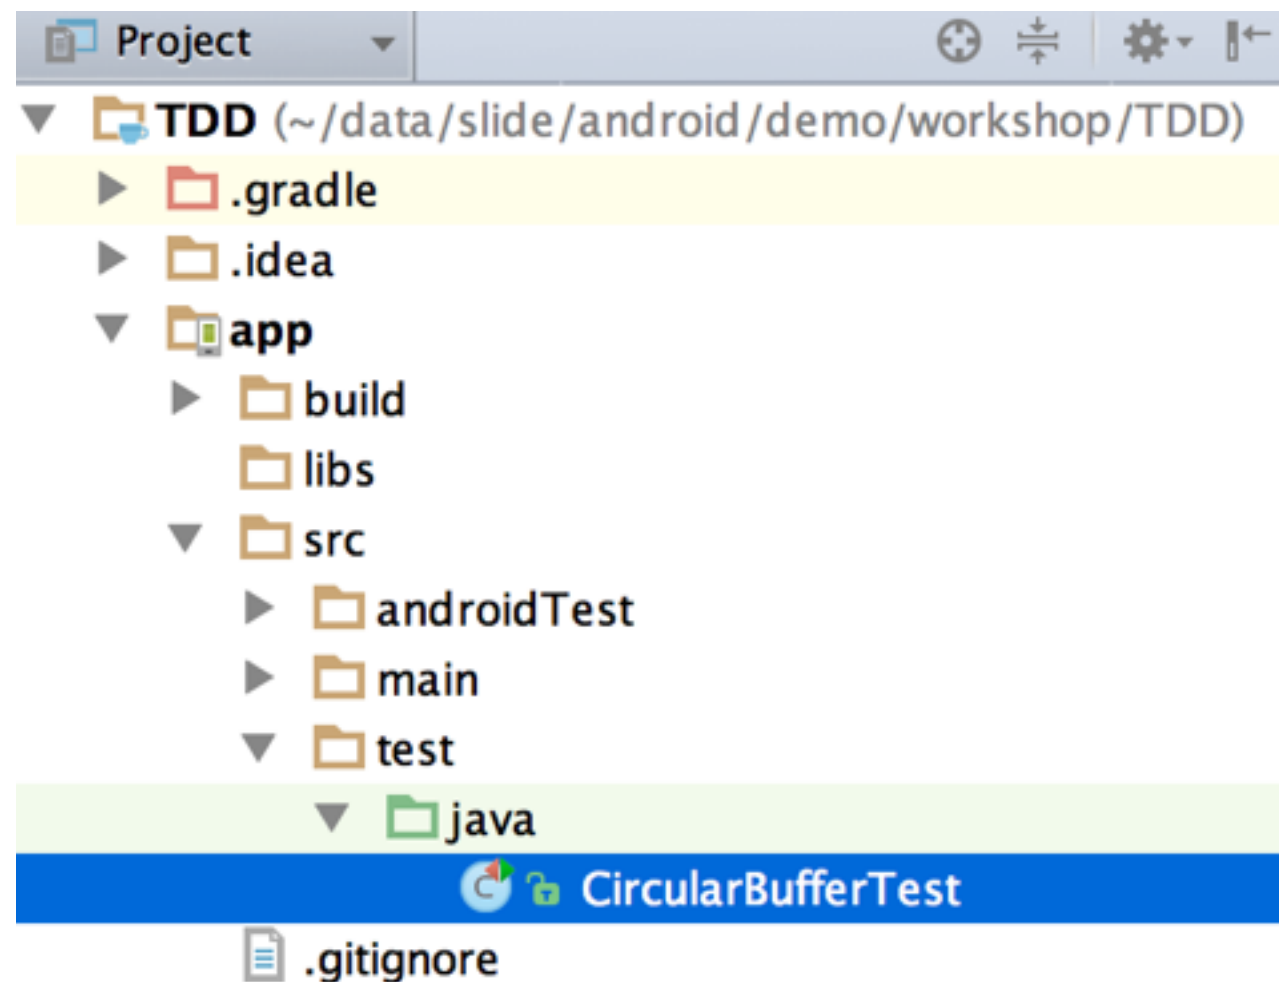 Project
TDD (~/data/slide/android/demo/workshop/TDD)
.gradle
.idea
app
build
libs
src
androidTest
main
test
java
C CircularBufferTest
.gitignore